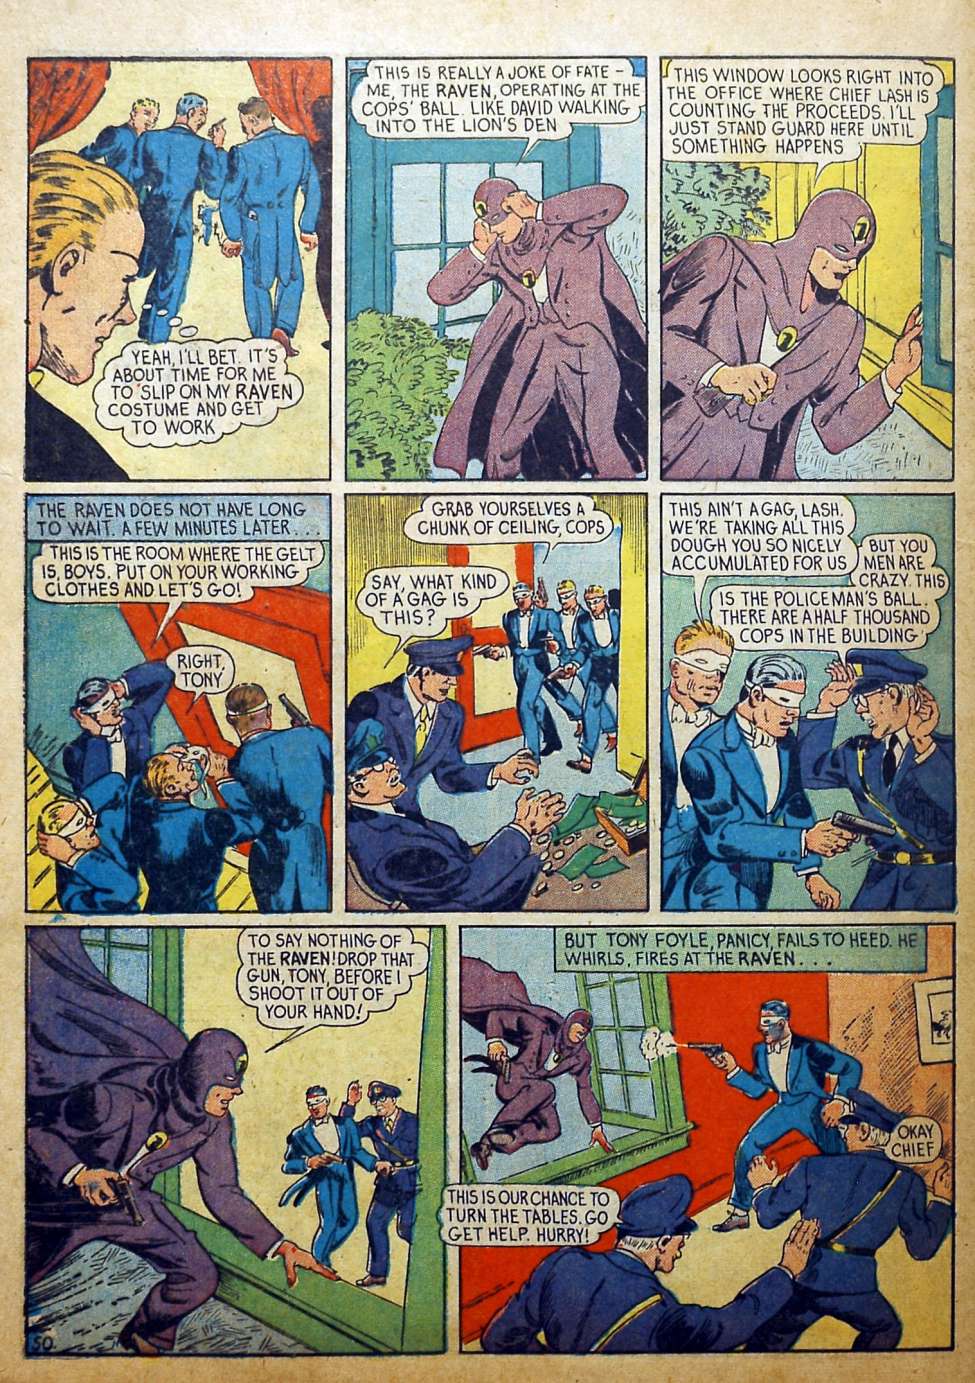 YEAH, I'LL BET. IT'S
ABOUT TIME FOR ME
TO SLIP ON MY RAVEN
COSTUME AND GET
TO WORK
THIS IS REALLY A JOKE OF FATE -
ME, THE RAVEN, OPERATING AT THE
COPS' BALL. LIKE DAVID WALKING
INTO THE LION'S DEN
THIS WINDOW LOOKS RIGHT INTO
THE OFFICE WHERE CHIEF LASH IS
COUNTING THE PROCEEDS. I'LL
JUST STAND GUARD HERE UNTIL
SOMETHING HAPPENS
THE RAVEN DOES NOT HAVE LONG
TO WAIT. A FEW MINUTES LATER...
THIS IS THE ROOM WHERE THE GELT
IS, BOYS. PUT ON YOUR WORKING
CLOTHES AND LET'S GO!
RIGHT,
TONY
GRAB YOURSELVES A
CHUNK OF CEILING, COPS
SAY, WHAT KIND
OF A GAG IS
THIS?
THIS AIN'T A GAG, LASH.
WE'RE TAKING ALL THIS
DOUGH YOU SO NICELY
ACCUMULATED FOR US
BUT YOU
MEN ARE
CRAZY. THIS
IS THE POLICEMAN'S BALL.
THERE ARE A HALF THOUSAND
COPS IN THE BUILDING
TO SAY NOTHING OF
THE RAVEN! DROP THAT
GUN, TONY, BEFORE I
SHOOT IT OUT OF
YOUR HAND!
BUT TONY FOYLE, PANICY, FAILS TO HEED. HE
WHIRLS, FIRES AT THE RAVEN...
OKAY
CHIEF
THIS IS OUR CHANCE TO
TURN THE TABLES. GO
GET HELP. HURRY!
50